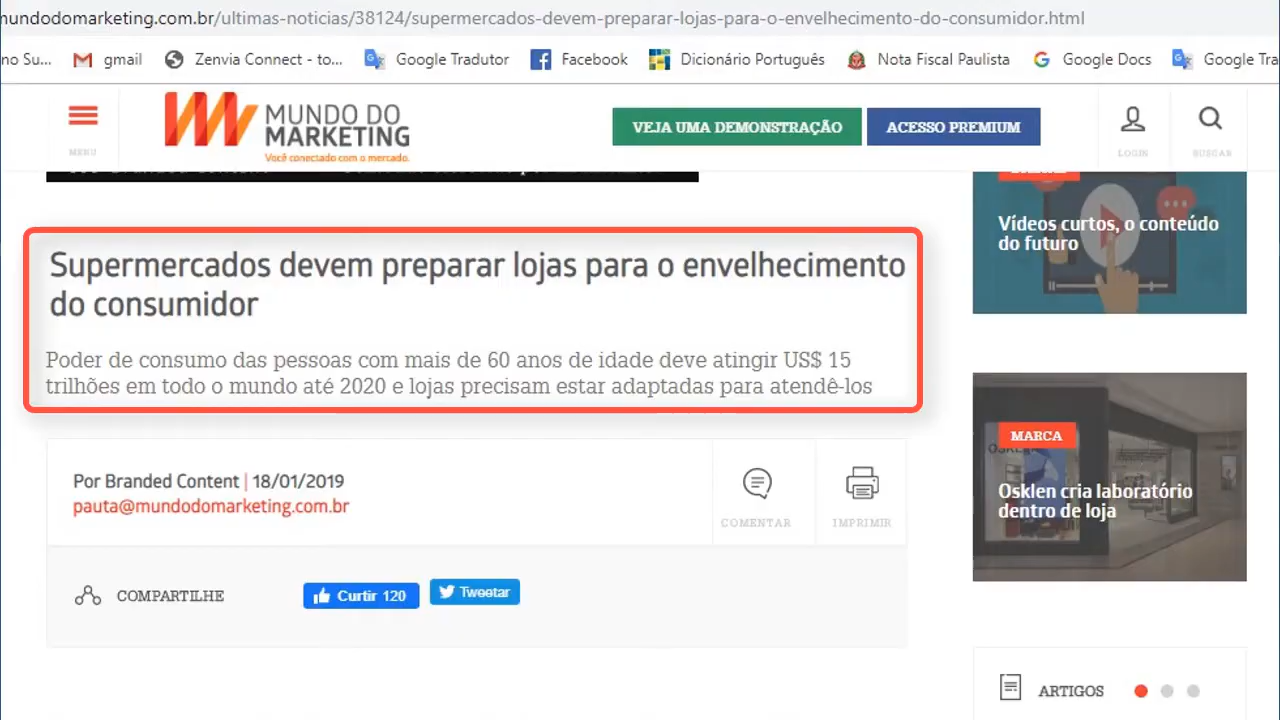 mundodomarketing.com.br/ultimas-noticias/38124/supermercados-devem-preparar-lojas-para-o-envelhecimento-do-consumidor.html
no Su... gmail Zenvia Connect - to... Google Tradutor Facebook Dicionário Português Nota Fiscal Paulista Google Docs Google Tra
MENU
MUNDO DO
MARKETING
Você conectado com o mercado.
VEJA UMA DEMONSTRAÇÃO ACESSO PREMIUM
LOGIN BUSCAR
Vídeos curtos, o conteúdo
do futuro
Supermercados devem preparar lojas para o envelhecimento
do consumidor
Poder de consumo das pessoas com mais de 60 anos de idade deve atingir US$ 15
trilhões em todo o mundo até 2020 e lojas precisam estar adaptadas para atendê-los
MARCA
Osklen cria laboratório
dentro de loja
Por Branded Content | 18/01/2019
pauta@mundodomarketing.com.br
COMENTAR IMPRIMIR
COMPARTILHE Curtir 120 Tweetar
ARTIGOS